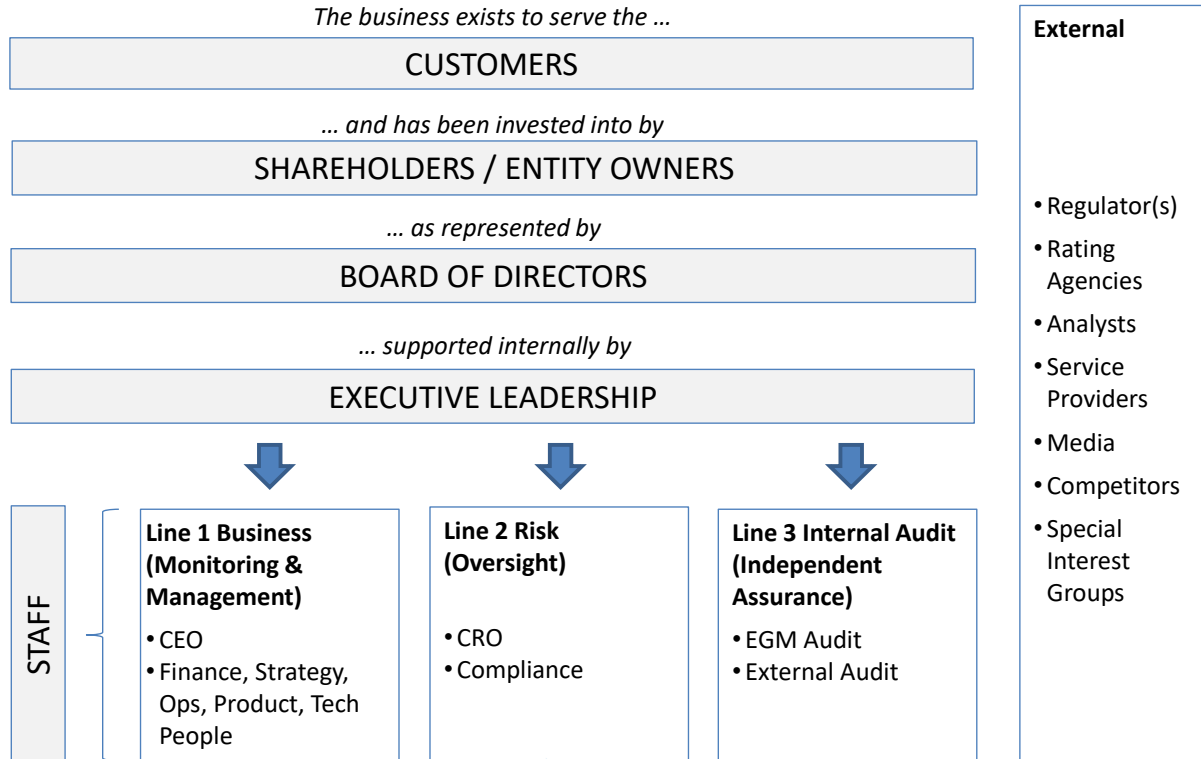 The business exists to serve the …
CUSTOMERS
… and has been invested into by
SHAREHOLDERS / ENTITY OWNERS
… as represented by
BOARD OF DIRECTORS
… supported internally by
EXECUTIVE LEADERSHIP
STAFF
Line 1 Business
(Monitoring &
Management)
• CEO
• Finance, Strategy,
Ops, Product, Tech
People
Line 2 Risk
(Oversight)
• CRO
• Compliance
Line 3 Internal Audit
(Independent
Assurance)
• EGM Audit
• External Audit
External
• Regulator(s)
• Rating
Agencies
• Analysts
• Service
Providers
• Media
• Competitors
• Special
Interest
Groups